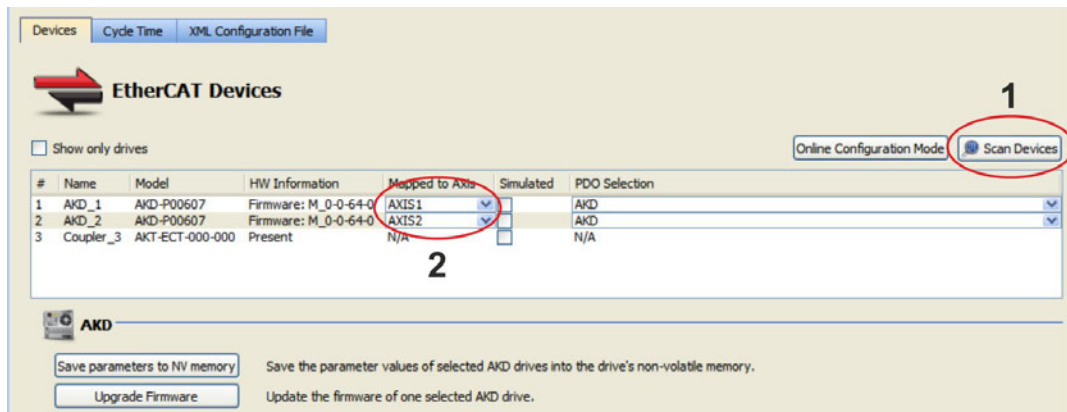 Devices Cycle Time XML Configuration File
EtherCAT Devices
1
Show only drives Online Configuration Mode Scan Devices
# Name Model HW Information Mapped to Axis Simulated PDO Selection
1 AKD_1 AKD-P00607 Firmware: M_0-0-64-0 AXIS1 AKD
2 AKD_2 AKD-P00607 Firmware: M_0-0-64-0 AXIS2 AKD
3 Coupler_3 AKT-ECT-000-000 Present N/A N/A
2
AKD
Save parameters to NV memory Save the parameter values of selected AKD drives into the drive's non-volatile memory.
Upgrade Firmware Update the firmware of one selected AKD drive.